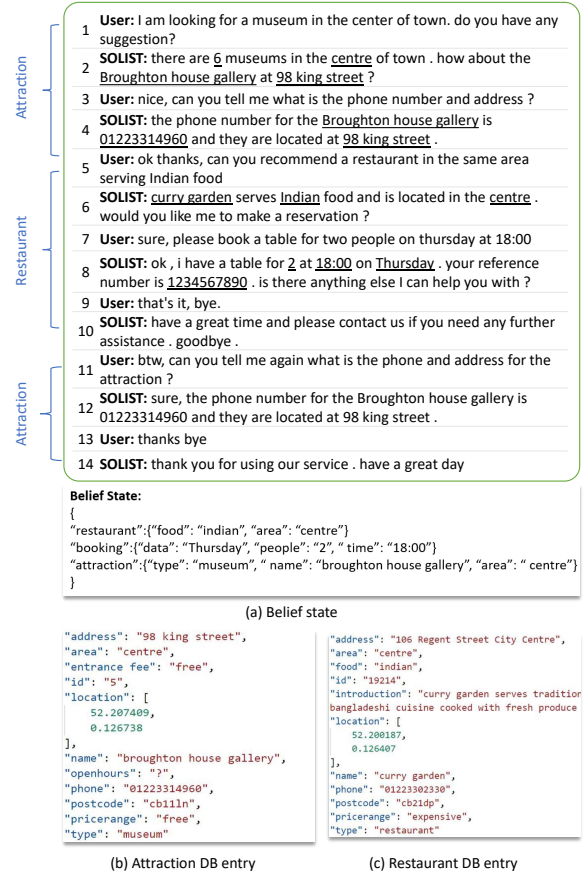 Attraction
Restaurant
Attraction
1 User: I am looking for a museum in the center of town. do you have any
suggestion?
2 SOLIST: there are 6 museums in the centre of town . how about the
Broughton house gallery at 98 king street ?
3 User: nice, can you tell me what is the phone number and address ?
4 SOLIST: the phone number for the Broughton house gallery is
01223314960 and they are located at 98 king street .
5 User: ok thanks, can you recommend a restaurant in the same area
serving Indian food
6 SOLIST: curry garden serves Indian food and is located in the centre .
would you like me to make a reservation ?
7 User: sure, please book a table for two people on thursday at 18:00
8 SOLIST: ok , i have a table for 2 at 18:00 on Thursday . your reference
number is 1234567890 . is there anything else I can help you with ?
9 User: that's it, bye.
10 SOLIST: have a great time and please contact us if you need any further
assistance . goodbye .
11 User: btw, can you tell me again what is the phone and address for the
attraction ?
12 SOLIST: sure, the phone number for the Broughton house gallery is
01223314960 and they are located at 98 king street .
13 User: thanks bye
14 SOLIST: thank you for using our service . have a great day
Belief State:
{
“restaurant”:{“food”: “indian”, “area”: “centre”}
“booking”:{“data”: “Thursday”, “people”: “2”, “ time”: “18:00”}
“attraction”:{“type”: “museum”, “ name”: “broughton house gallery”, “area”: “ centre”}
}
(a) Belief state
"address": "98 king street",
"area": "centre",
"entrance fee": "free",
"id": "5",
"location": [
52.207409,
0.126738
],
"name": "broughton house gallery",
"openhours": "?",
"phone": "01223314960",
"postcode": "cb11ln",
"pricerange": "free",
"type": "museum"
(b) Attraction DB entry
"address": "106 Regent Street City Centre",
"area": "centre",
"food": "indian",
"id": "19214",
"introduction": "curry garden serves tradition
bangladeshi cuisine cooked with fresh produce
"location": [
52.200187,
0.126407
],
"name": "curry garden",
"phone": "01223302330",
"postcode": "cb21dp",
"pricerange": "expensive",
"type": "restaurant"
(c) Restaurant DB entry